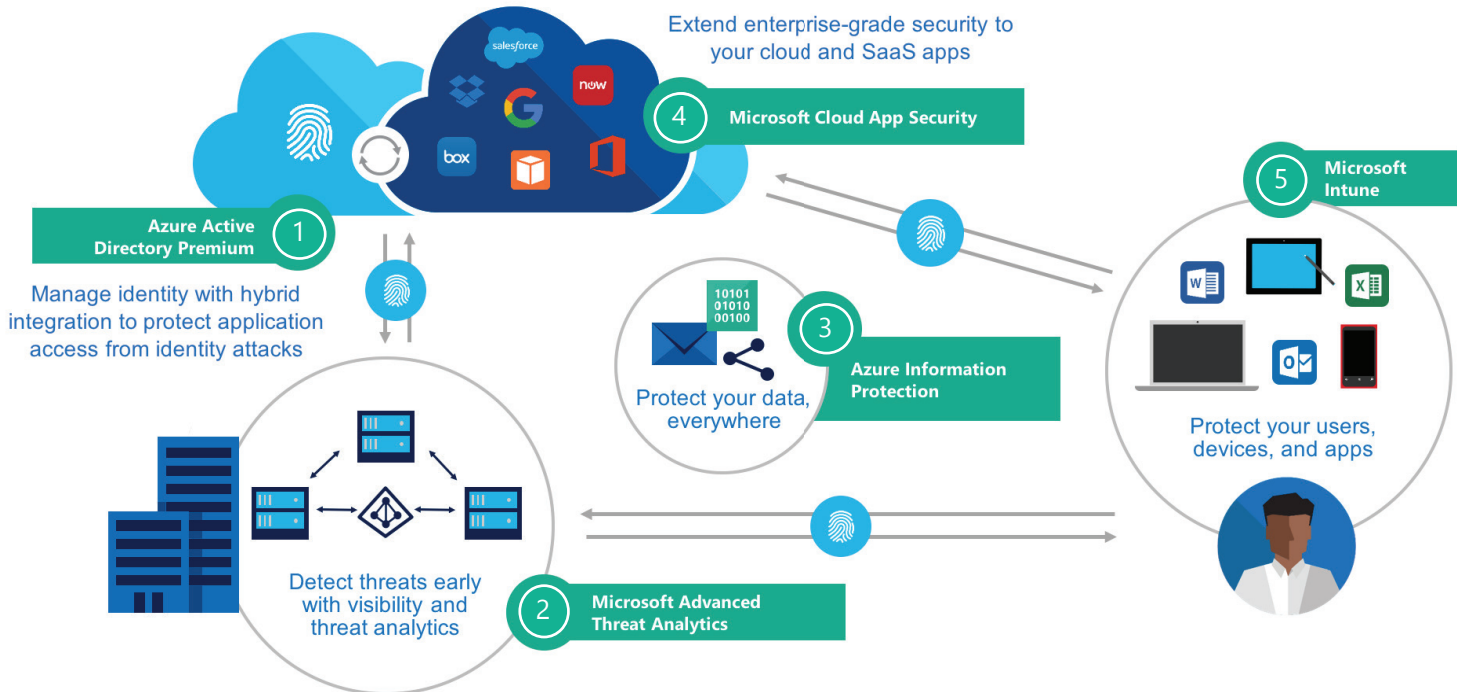 Extend enterprise-grade security to
your cloud and SaaS apps
salesforce
now
box
4
Microsoft Cloud App Security
1
Azure Active
Directory Premium
Manage identity with hybrid
integration to protect application
access from identity attacks
5
Microsoft
Intune
W
X
O
Protect your users,
devices, and apps
10101
01010
00100
3
Azure Information
Protection
Protect your data,
everywhere
Detect threats early
with visibility and
threat analytics
2
Microsoft Advanced
Threat Analytics